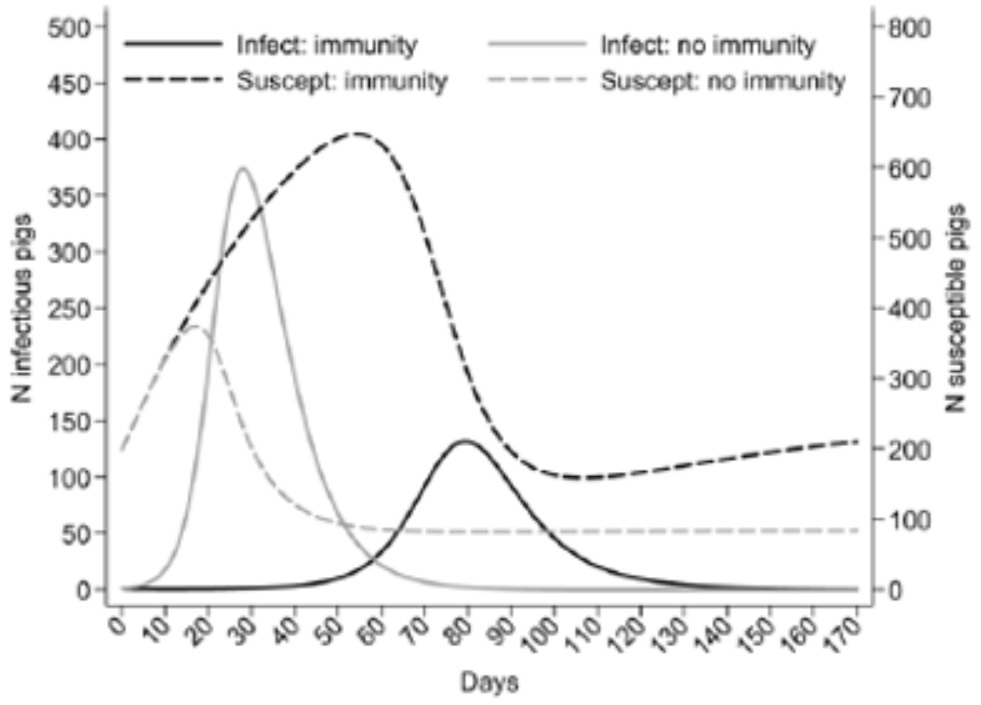 Infect: immunity
Infect: no immunity
Suscept: immunity
Suscept: no immunity
N infectious pigs
500
450
400
350
300
250
200
150
100
50
0
N susceptible pigs
800
700
600
500
400
300
200
100
0
0 10 20 30 40 50 60 70 80 90 100 110 120 130 140 150 160 170
Days